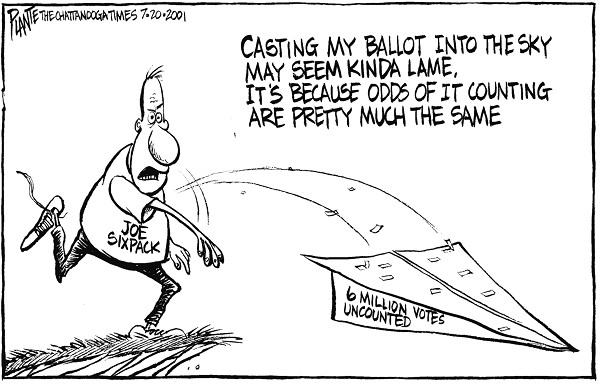 PLANTE THE CHATTANOOGA TIMES 7-20-2001
CASTING MY BALLOT INTO THE SKY
MAY SEEM KINDA LAME,
IT'S BECAUSE ODDS OF IT COUNTING
ARE PRETTY MUCH THE SAME
JOE
SIXPACK
6 MILLION VOTES
UNCOUNTED